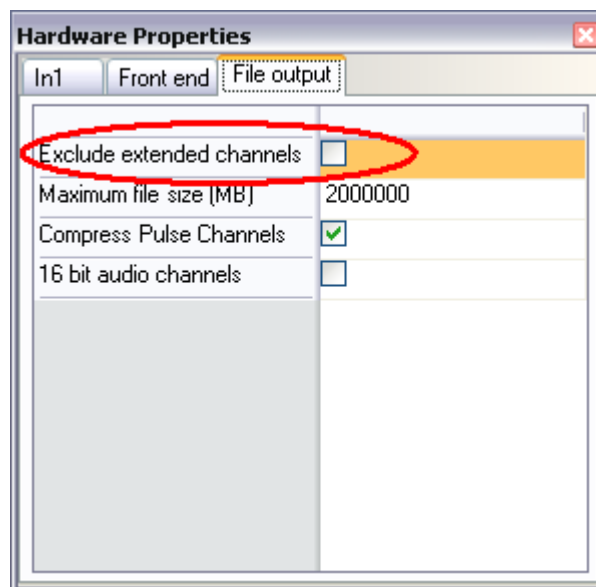 Hardware Properties
In1 Front end File output
Exclude extended channels
Maximum file size (MB) 2000000
Compress Pulse Channels
16 bit audio channels